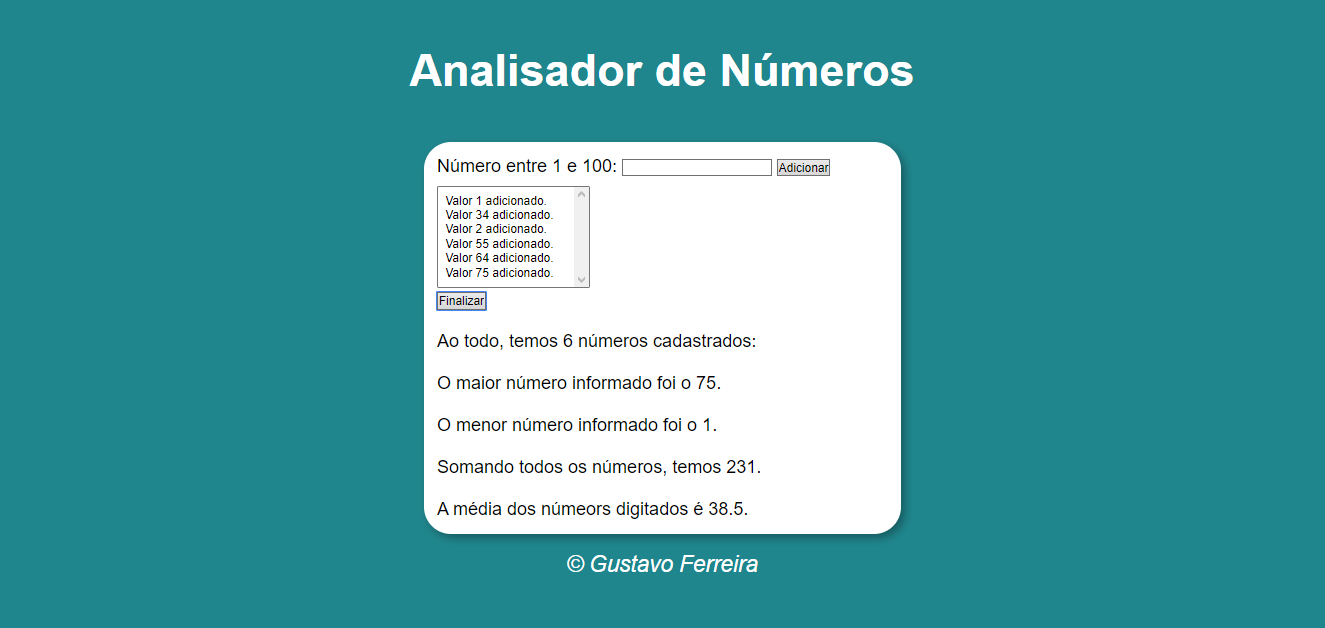 Analisador de Números
Número entre 1 e 100: Adicionar
Valor 1 adicionado.
Valor 34 adicionado.
Valor 2 adicionado.
Valor 55 adicionado.
Valor 64 adicionado.
Valor 75 adicionado.
Finalizar
Ao todo, temos 6 números cadastrados:
O maior número informado foi o 75.
O menor número informado foi o 1.
Somando todos os números, temos 231.
A média dos númeors digitados é 38.5.
© Gustavo Ferreira